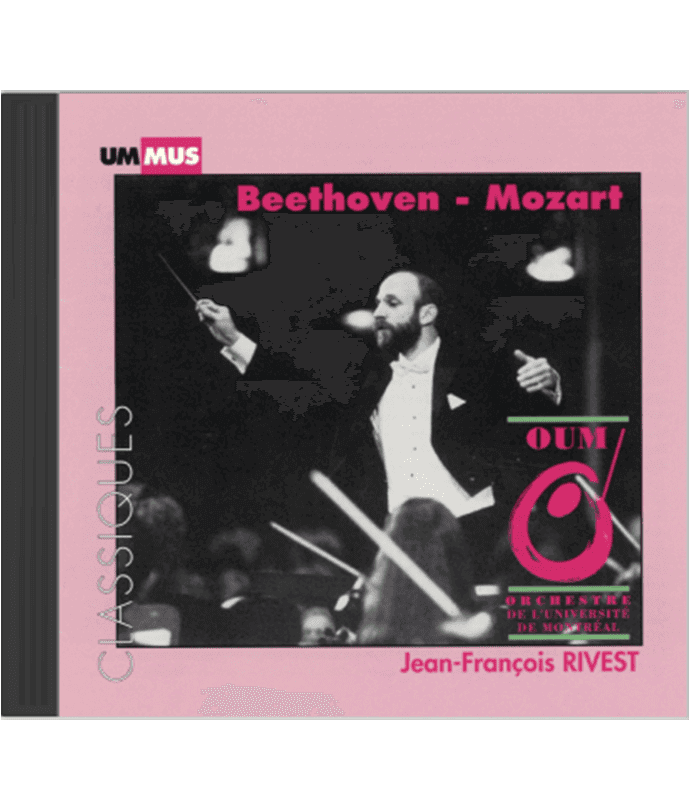 UMMUS
Beethoven - Mozart
CLASSIQUES
OUM
ORCHESTRE
DE L'UNIVERSITÉ
DE MONTRÉAL
Jean-François RIVEST